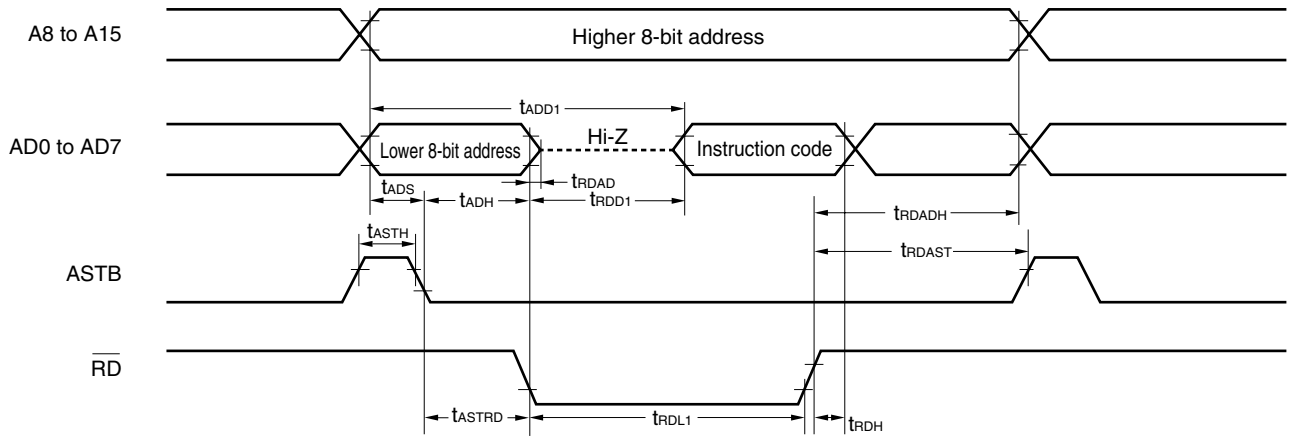 A8 to A15
Higher 8-bit address
tADD1
AD0 to AD7
Lower 8-bit address
Hi-Z
Instruction code
tADS
tADH
tRDAD
tRDD1
tRDADH
tASTH
tRDAST
ASTB
RD
tASTRD
tRDL1
tRDH